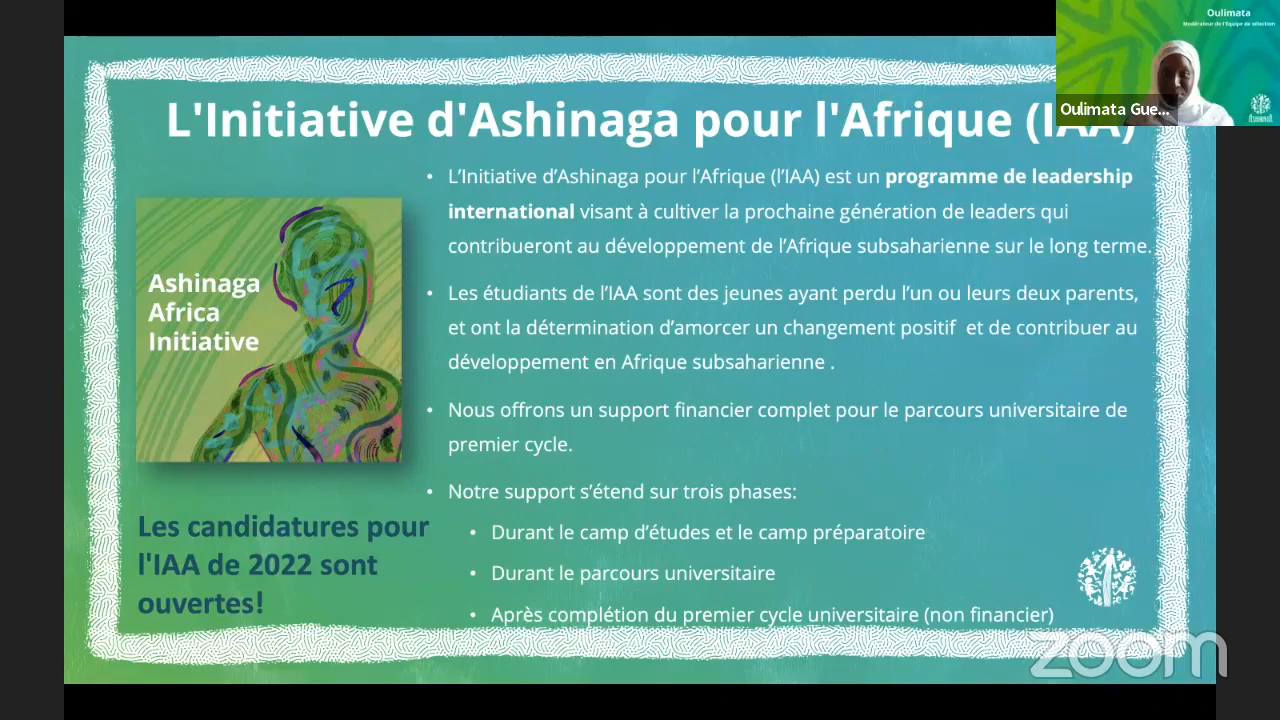 Oulimata
Modérateur de l'Equipe de sélection
Oulimata Gue...
ASHINAGA
L'Initiative d'Ashinaga pour l'Afrique (IAA)
• L’Initiative d’Ashinaga pour l’Afrique (l’IAA) est un programme de leadership
international visant à cultiver la prochaine génération de leaders qui
contribueront au développement de l’Afrique subsaharienne sur le long terme.
• Les étudiants de l’IAA sont des jeunes ayant perdu l’un ou leurs deux parents,
et ont la détermination d’amorcer un changement positif et de contribuer au
développement en Afrique subsaharienne .
• Nous offrons un support financier complet pour le parcours universitaire de
premier cycle.
• Notre support s’étend sur trois phases:
• Durant le camp d’études et le camp préparatoire
• Durant le parcours universitaire
• Après complétion du premier cycle universitaire (non financier)
Ashinaga
Africa
Initiative
Les candidatures pour
l'IAA de 2022 sont
ouvertes!
zoom